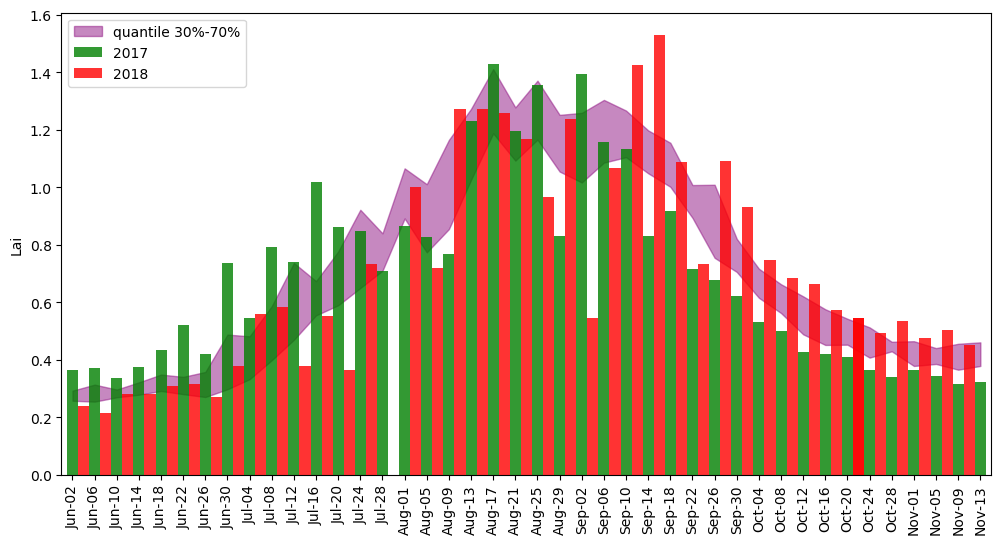 quantile 30%-70%
2017
2018
Lai
1.6
1.4
1.2
1.0
0.8
0.6
0.4
0.2
0.0
Jun-02
Jun-06
Jun-10
Jun-14
Jun-18
Jun-22
Jun-26
Jun-30
Jul-04
Jul-08
Jul-12
Jul-16
Jul-20
Jul-24
Jul-28
Aug-01
Aug-05
Aug-09
Aug-13
Aug-17
Aug-21
Aug-25
Aug-29
Sep-02
Sep-06
Sep-10
Sep-14
Sep-18
Sep-22
Sep-26
Sep-30
Oct-04
Oct-08
Oct-12
Oct-16
Oct-20
Oct-24
Oct-28
Nov-01
Nov-05
Nov-09
Nov-13